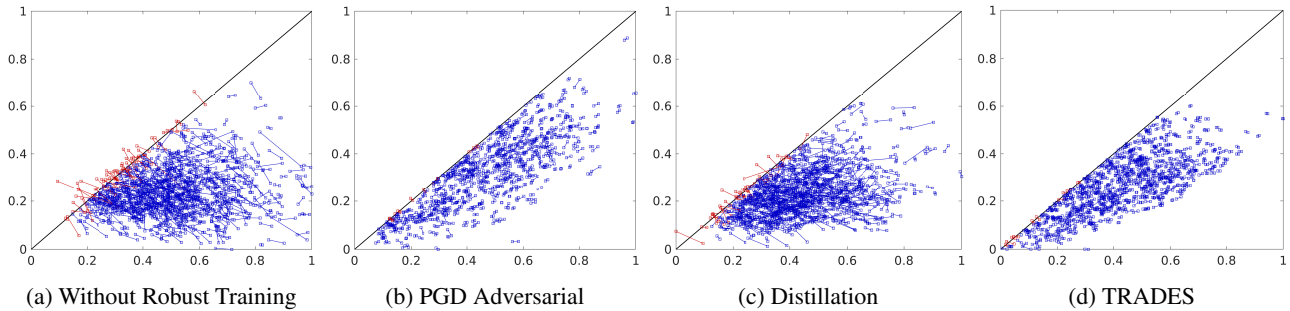 1 1 1 1
0.8 0.8 0.8 0.8
0.6 0.6 0.6 0.6
0.4 0.4 0.4 0.4
0.2 0.2 0.2 0.2
0 0 0 0
0 0.2 0.4 0.6 0.8 1 0 0.2 0.4 0.6 0.8 1 0 0.2 0.4 0.6 0.8 1 0 0.2 0.4 0.6 0.8 1
(a) Without Robust Training (b) PGD Adversarial (c) Distillation (d) TRADES